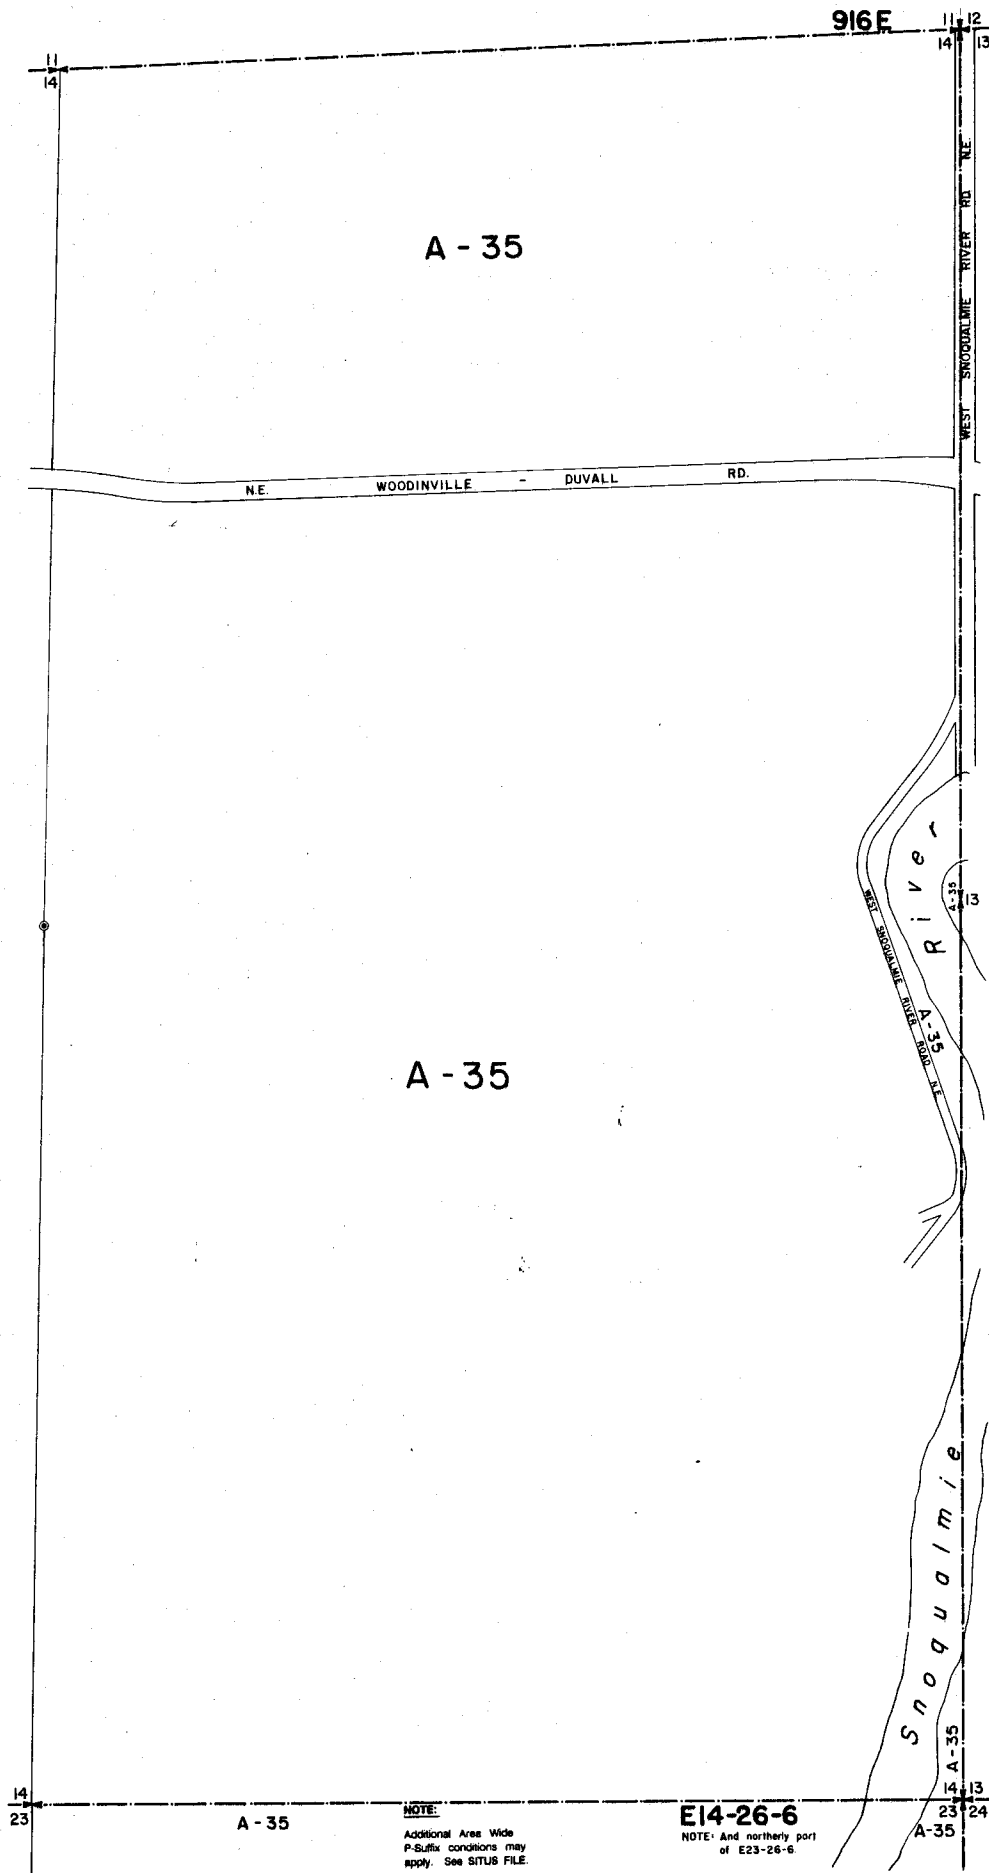 916E
11 12
14 13
11
14
WEST SNOQUALMIE RIVER RD. N.E.
A - 35
N.E. WOODINVILLE - DUVALL RD.
River
A-35
13
WEST SNOQUALMIE RIVER ROAD N.E.
A-35
A - 35
Snoqualmie
A-35
14
23
14 13
23 24
A - 35
NOTE:
Additional Area Wide
P-Suffix conditions may
apply. See SITUS FILE.
E14-26-6
NOTE: And northerly part
of E23-26-6.
A-35